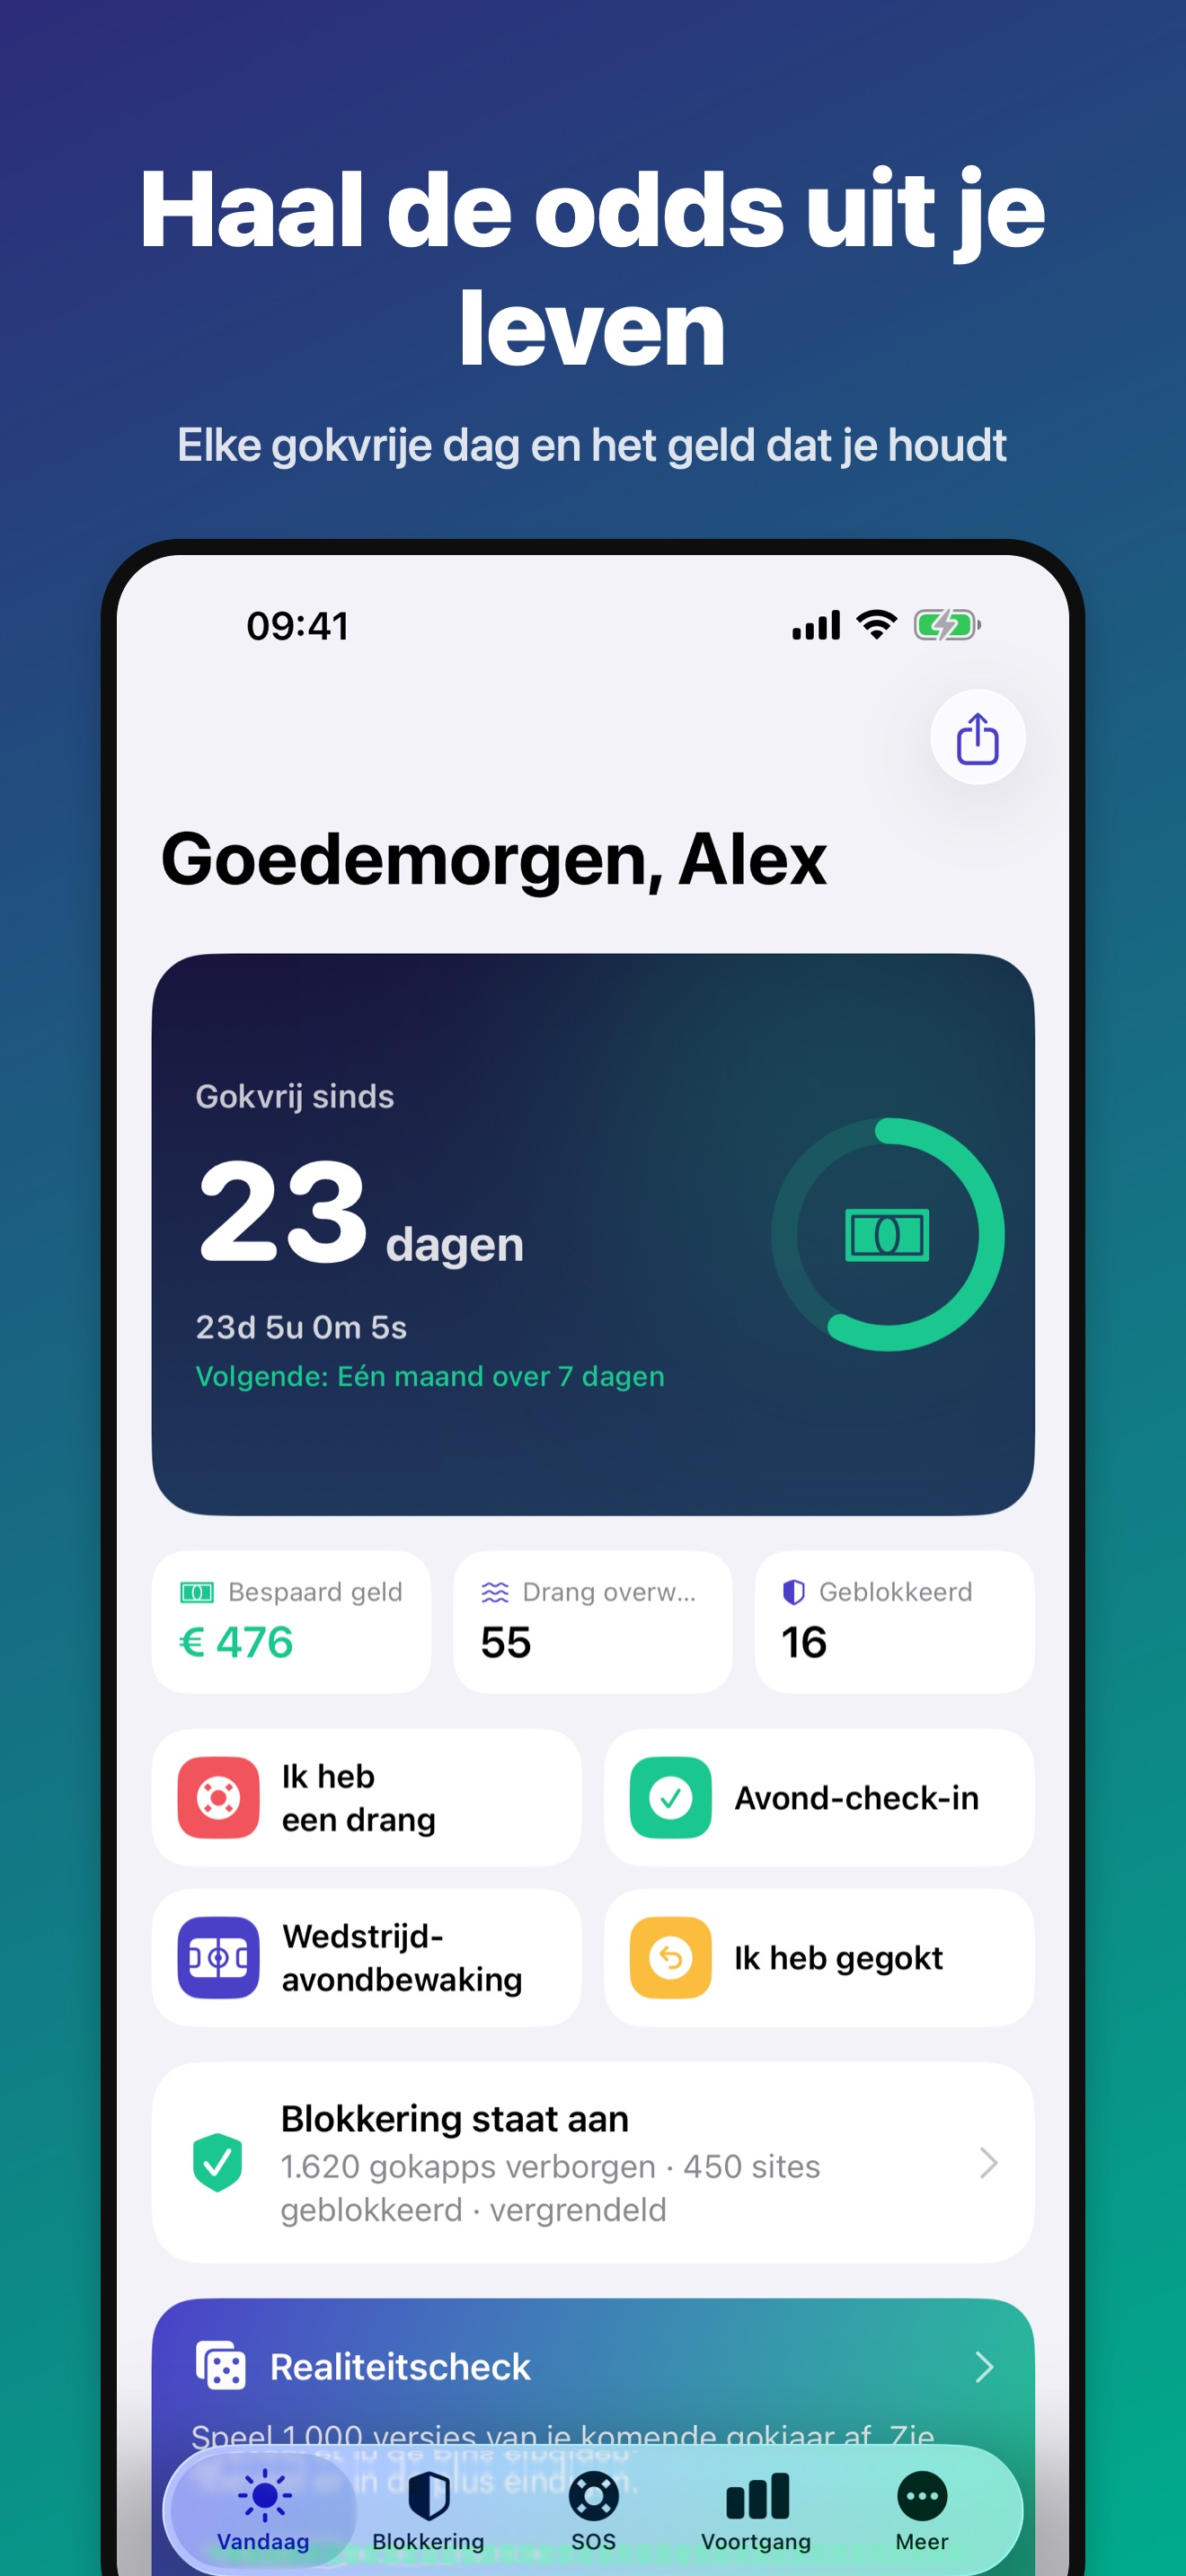 Haal de odds uit je
leven
Elke gokvrije dag en het geld dat je houdt
09:41
Goedemorgen, Alex
Gokvrij sinds
23 dagen
23d 5u 0m 5s
Volgende: Eén maand over 7 dagen
Bespaard geld
€ 476
Drang overw...
55
Geblokkeerd
16
Ik heb
een drang
Avond-check-in
Wedstrijd-
avondbewaking
Ik heb gegokt
Blokkering staat aan
1.620 gokapps verborgen · 450 sites
geblokkeerd · vergrendeld
Realiteitscheck
Speel 1.000 versies van je komende gokjaar af. Zie
plus
Vandaag
Blokkering
SOS
Voortgang
Meer